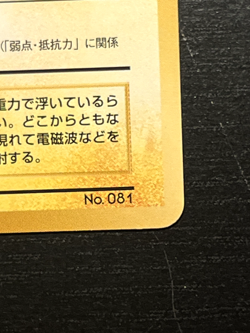 (「弱点・抵抗力」に関係
重力で浮いているら
い。どこからともな
現れて電磁波などを
射する。
No. 081